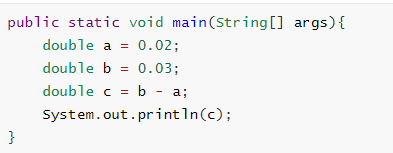 public static void main(String[] args){
    double a = 0.02;
    double b = 0.03;
    double c = b - a;
    System.out.println(c);
}